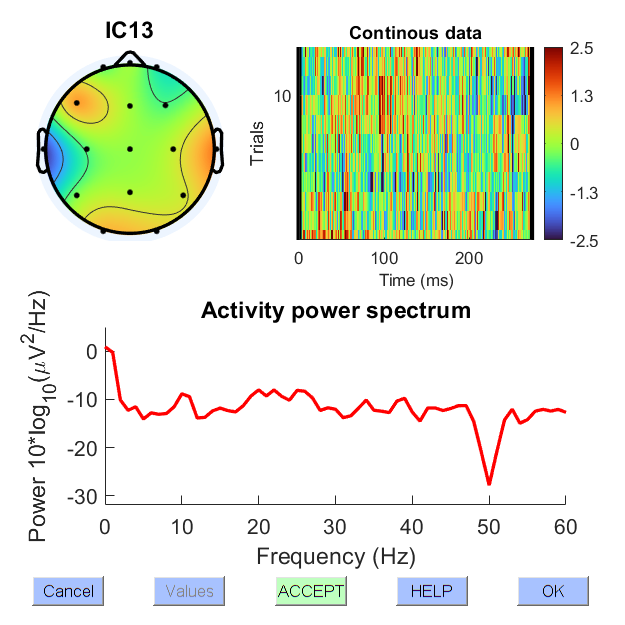 IC13
Continous data
Trials
10
0
100
200
Time (ms)
2.5
1.3
0
-1.3
-2.5
Activity power spectrum
Power 10*log10(μV2/Hz)
0
-10
-20
-30
0
10
20
30
40
50
60
Frequency (Hz)
Cancel
Values
ACCEPT
HELP
OK